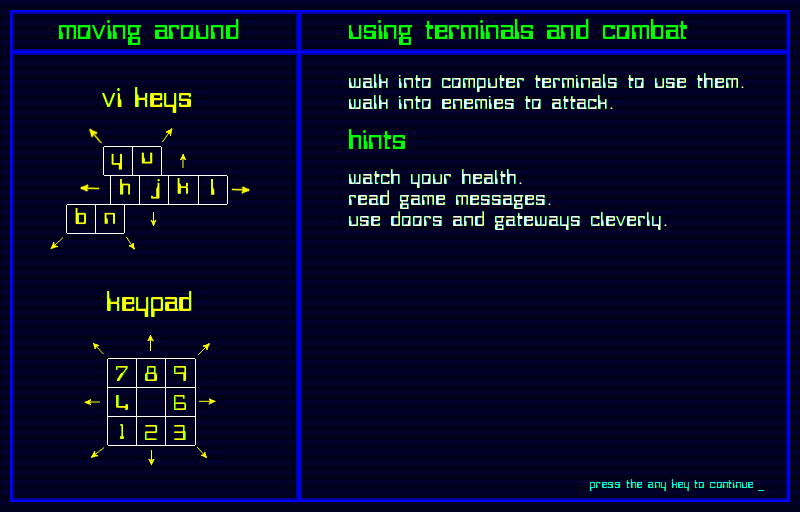 moving around
vi keys
y u
h j k l
b n
keypad
7 8 9
4 6
1 2 3
using terminals and combat
walk into computer terminals to use them.
walk into enemies to attack.
hints
watch your health.
read game messages.
use doors and gateways cleverly.
press the any key to continue _